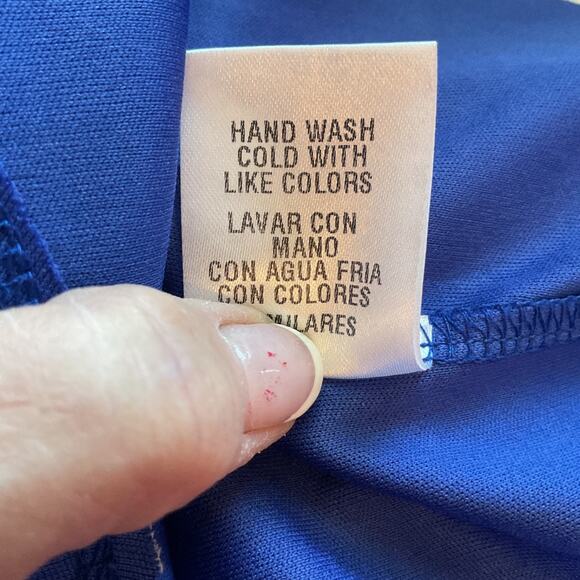 HAND WASH
COLD WITH
LIKE COLORS
LAVAR CON
MANO
CON AGUA FRIA
CON COLORES